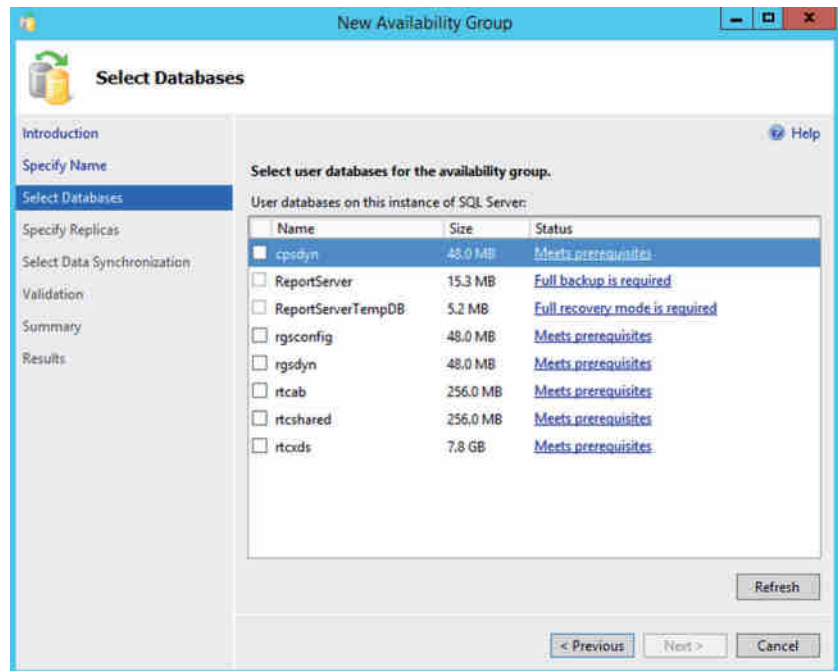 New Availability Group
Select Databases
Introduction
Help
Specify Name
Select Databases
Specify Replicas
Select Data Synchronization
Validation
Summary
Results
Select user databases for the availability group.
User databases on this instance of SQL Server:
Name Size Status
cpsdyn 48.0 MB Meets prerequisites
ReportServer 15.3 MB Full backup is required
ReportServerTempDB 5.2 MB Full recovery mode is required
rgsconfig 48.0 MB Meets prerequisites
rgsdyn 48.0 MB Meets prerequisites
rtcab 256.0 MB Meets prerequisites
rtcshared 256.0 MB Meets prerequisites
rtcxds 7.8 GB Meets prerequisites
Refresh
< Previous Next > Cancel